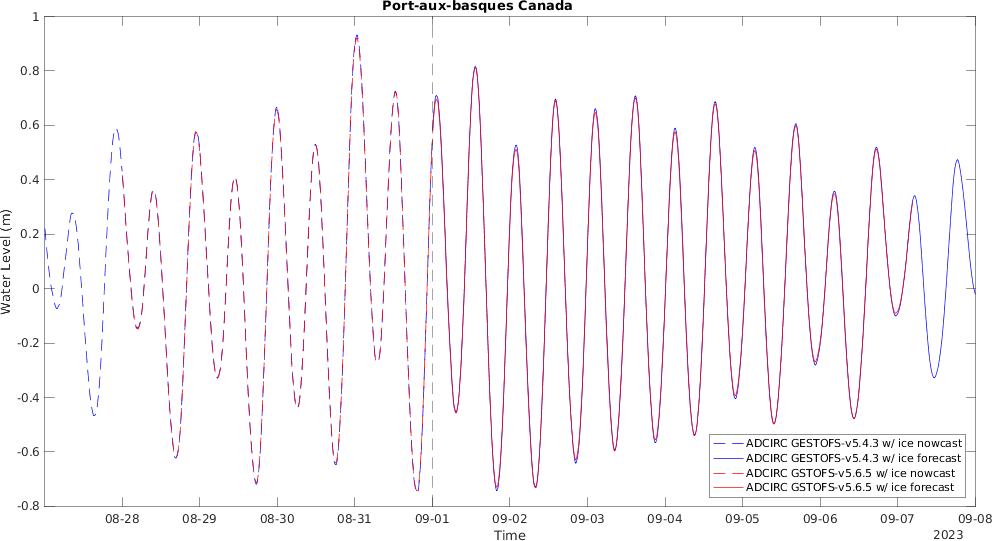 Port-aux-basques Canada
Water Level (m)
1
0.8
0.6
0.4
0.2
0
-0.2
-0.4
-0.6
-0.8
ADCIRC GESTOFS-v5.4.3 w/ ice nowcast
ADCIRC GESTOFS-v5.4.3 w/ ice forecast
ADCIRC GSTOFS-v5.6.5 w/ ice nowcast
ADCIRC GSTOFS-v5.6.5 w/ ice forecast
08-28 08-29 08-30 08-31 09-01 09-02 09-03 09-04 09-05 09-06 09-07 09-08
Time
2023